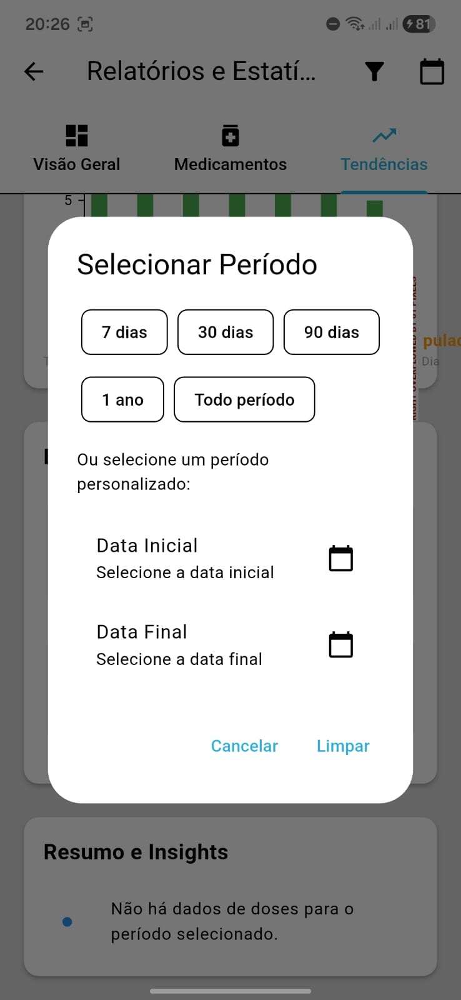 20:26
81
Relatórios e Estatí...
Visão Geral
Medicamentos
Tendências
5
Selecionar Período
7 dias
30 dias
90 dias
pulad
Dia
1 ano
Todo período
Ou selecione um período
personalizado:
Data Inicial
Selecione a data inicial
Data Final
Selecione a data final
Cancelar
Limpar
Resumo e Insights
Não há dados de doses para o
período selecionado.